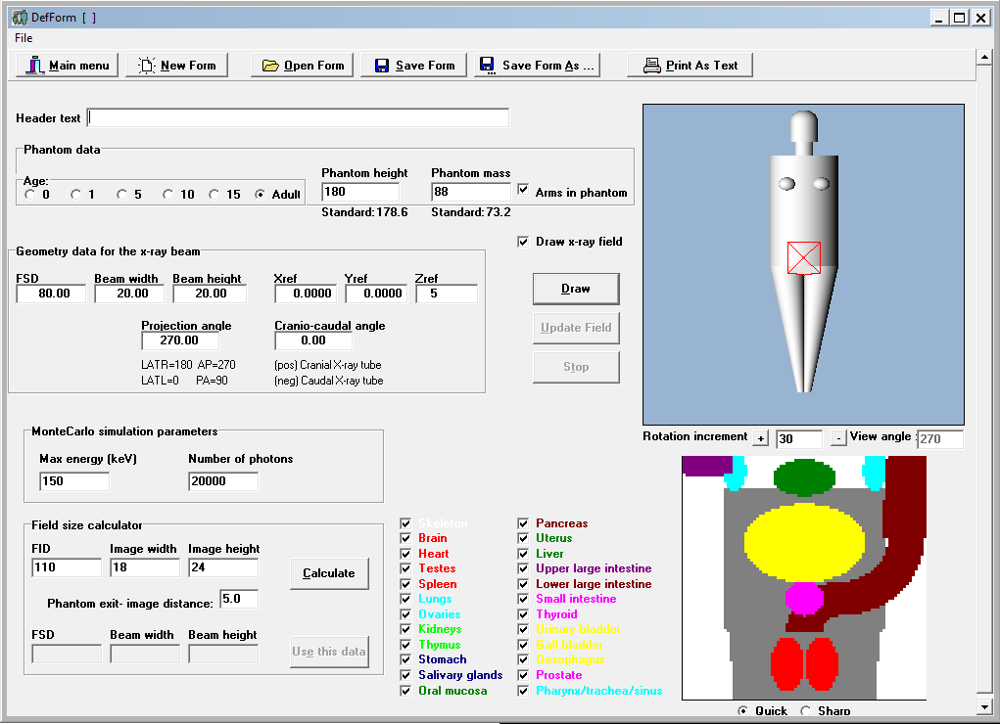 DefForm [ ]
File
Main menu New Form Open Form Save Form Save Form As ... Print As Text
Header text
Phantom data
Age:
0 1 5 10 15 Adult
Phantom height Phantom mass
180 88 Arms in phantom
Standard: 178.6 Standard: 73.2
Draw x-ray field
Geometry data for the x-ray beam
FSD Beam width Beam height Xref Yref Zref
80.00 20.00 20.00 0.0000 0.0000 5
Projection angle Cranio-caudal angle
270.00 0.00
LATR=180 AP=270 (pos) Cranial X-ray tube
LATL=0 PA=90 (neg) Caudal X-ray tube
Draw
Update Field
Stop
Rotation increment + 30 - View angle : 270
MonteCarlo simulation parameters
Max energy (keV) Number of photons
150 20000
Field size calculator
FID Image width Image height
110 18 24
Calculate
Phantom exit- image distance: 5.0
FSD Beam width Beam height
Use this data
Skeleton Pancreas
Brain Uterus
Heart Liver
Testes Upper large intestine
Spleen Lower large intestine
Lungs Small intestine
Ovaries Thyroid
Kidneys Urinary bladder
Thymus Gall bladder
Stomach Oesophagus
Salivary glands Prostate
Oral mucosa Pharynx/trachea/sinus
Quick Sharp